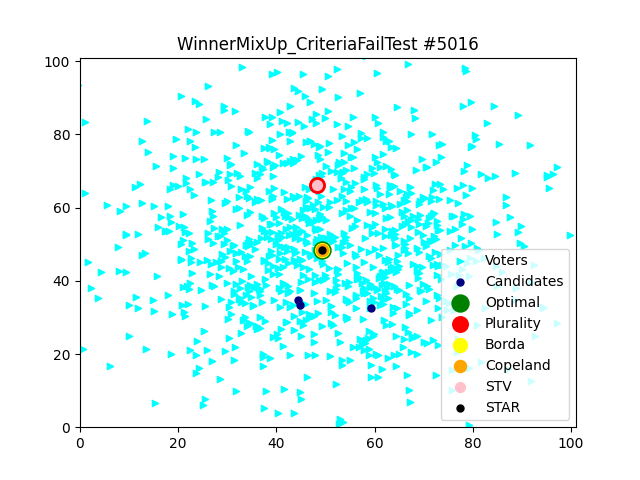 WinnerMixUp_CriteriaFailTest #5016
100
80
60
40
20
0
0
20
40
60
80
100
Voters
Candidates
Optimal
Plurality
Borda
Copeland
STV
STAR